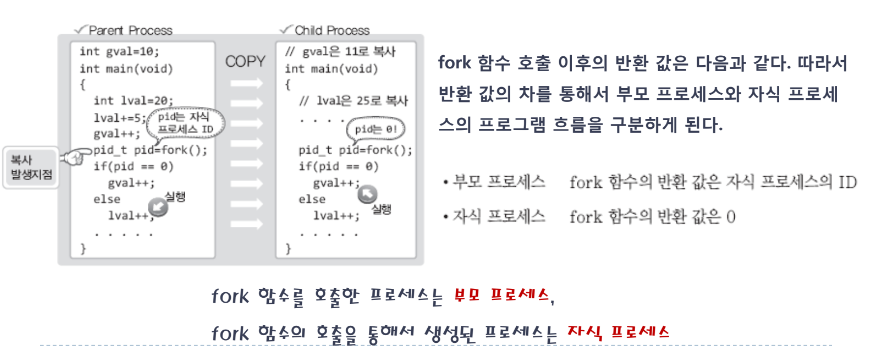 ✓Parent Process
int gval=10;
int main(void)
{
int lval=20;
lval+=5;
gval++;
pid_t pid=fork();
if(pid == 0)
gval++;
else
lval++;
. . . . .
}
pid는 자식
프로세스 ID
실행
복사
발생지점
COPY
✓Child Process
// gval은 11로 복사
int main(void)
{
// lval은 25로 복사
. . . .
pid는 0!
pid_t pid=fork();
if(pid == 0)
gval++;
else
lval++;
. . . . .
}
실행
fork 함수 호출 이후의 반환 값은 다음과 같다. 따라서
반환 값의 차를 통해서 부모 프로세스와 자식 프로세
스의 프로그램 흐름을 구분하게 된다.
• 부모 프로세스 fork 함수의 반환 값은 자식 프로세스의 ID
• 자식 프로세스 fork 함수의 반환 값은 0
fork 함수를 호출한 프로세스는 부모 프로세스,
fork 함수의 호출을 통해서 생성된 프로세스는 자식 프로세스